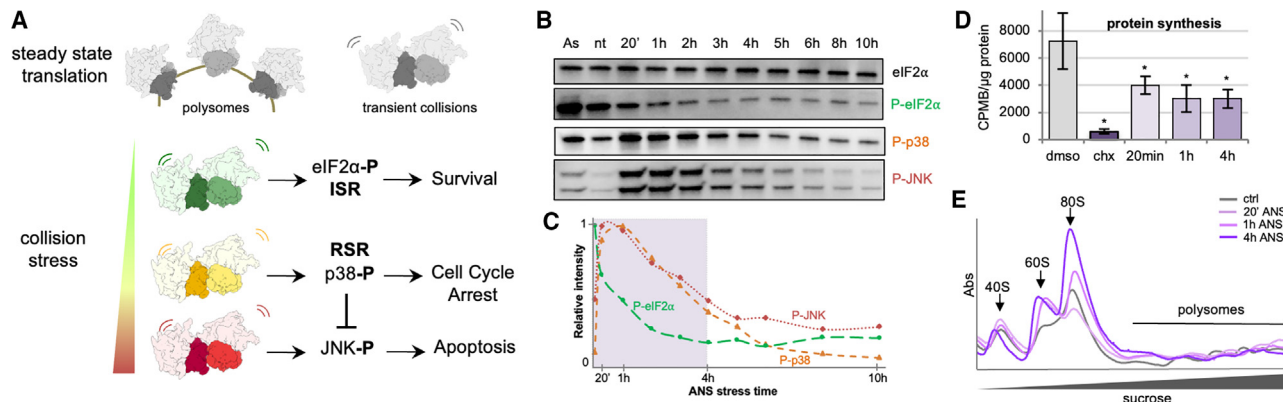 A
steady state
translation
polysomes
transient collisions
collision
stress
eIF2α-P
ISR
Survival
RSR
p38-P
Cell Cycle
Arrest
JNK-P
Apoptosis
B
As nt 20' 1h 2h 3h 4h 5h 6h 8h 10h
eIF2α
P-eIF2α
P-p38
P-JNK
C
Relative intensity
1
0
P-eIF2α
P-JNK
P-p38
20' 1h 4h 10h
ANS stress time
D
protein synthesis
CPMB/µg protein
8000
6000
4000
2000
0
* * * *
dmso chx 20min 1h 4h
E
Abs
40S
60S
80S
ctrl
20' ANS
1h ANS
4h ANS
polysomes
sucrose